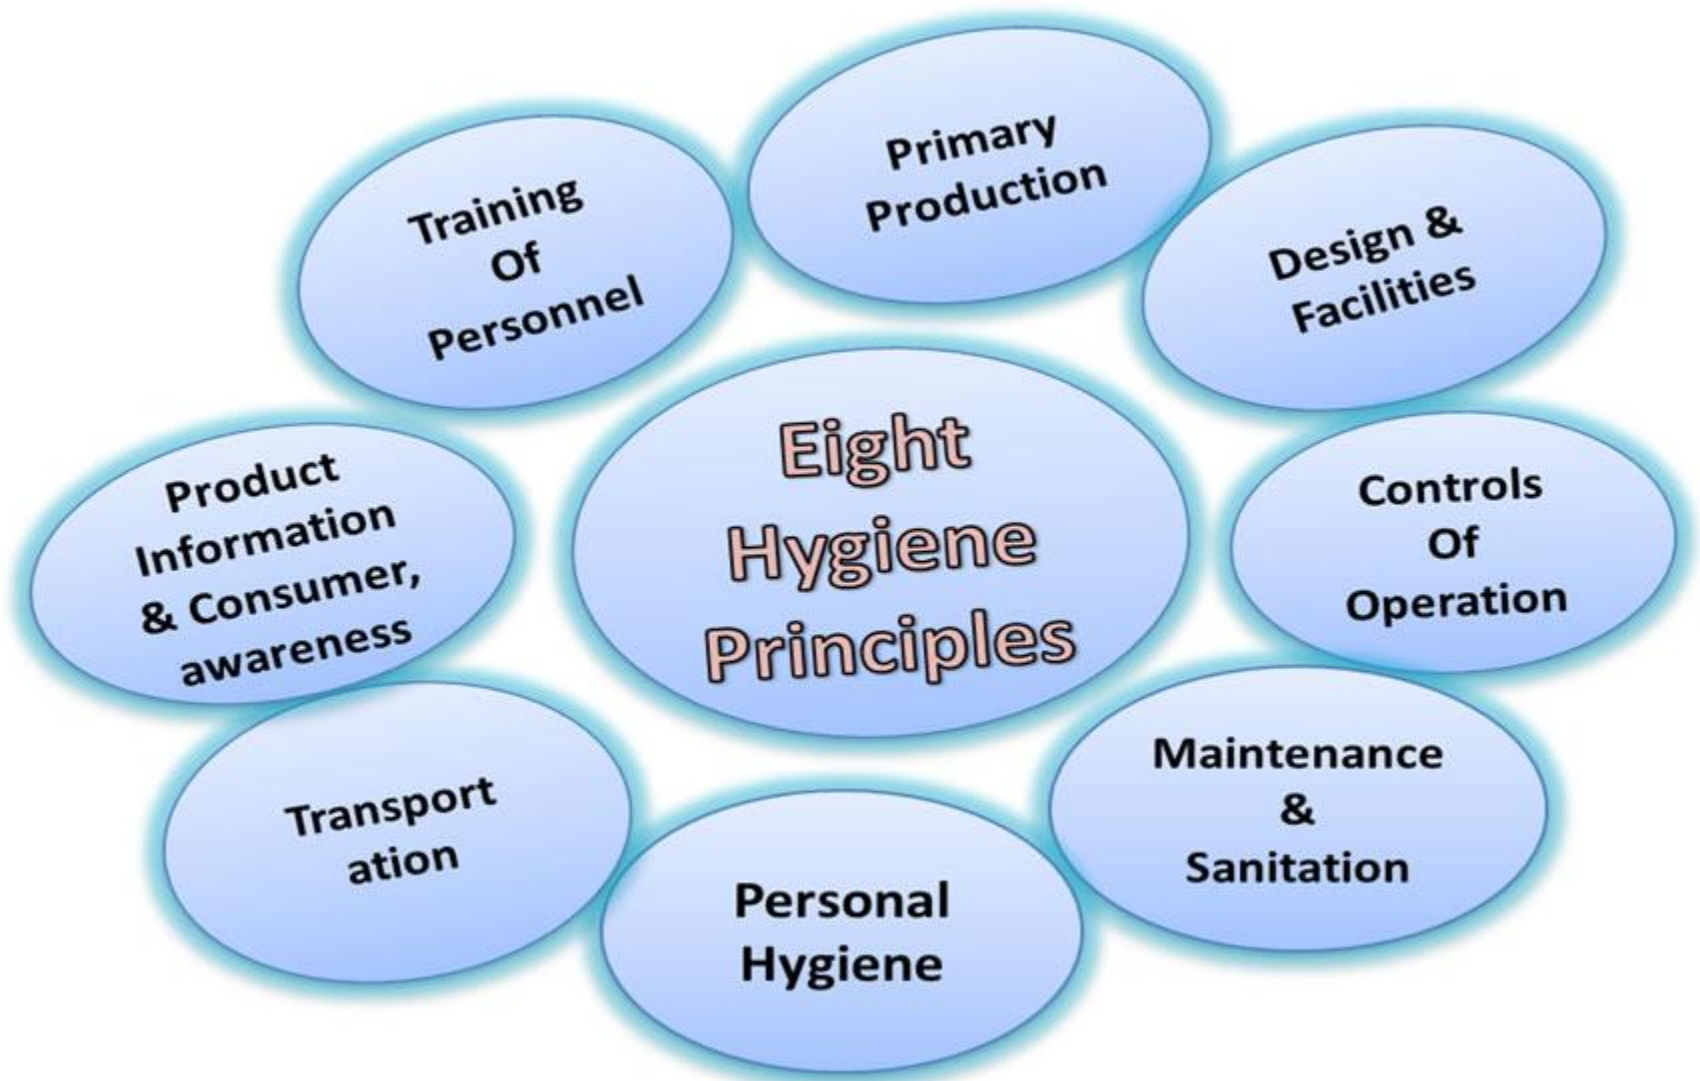 Primary
Production
Design &
Facilities
Controls
Of
Operation
Maintenance
&
Sanitation
Personal
Hygiene
Transport
ation
Product
Information
& Consumer,
awareness
Training
Of
Personnel
Eight
Hygiene
Principles